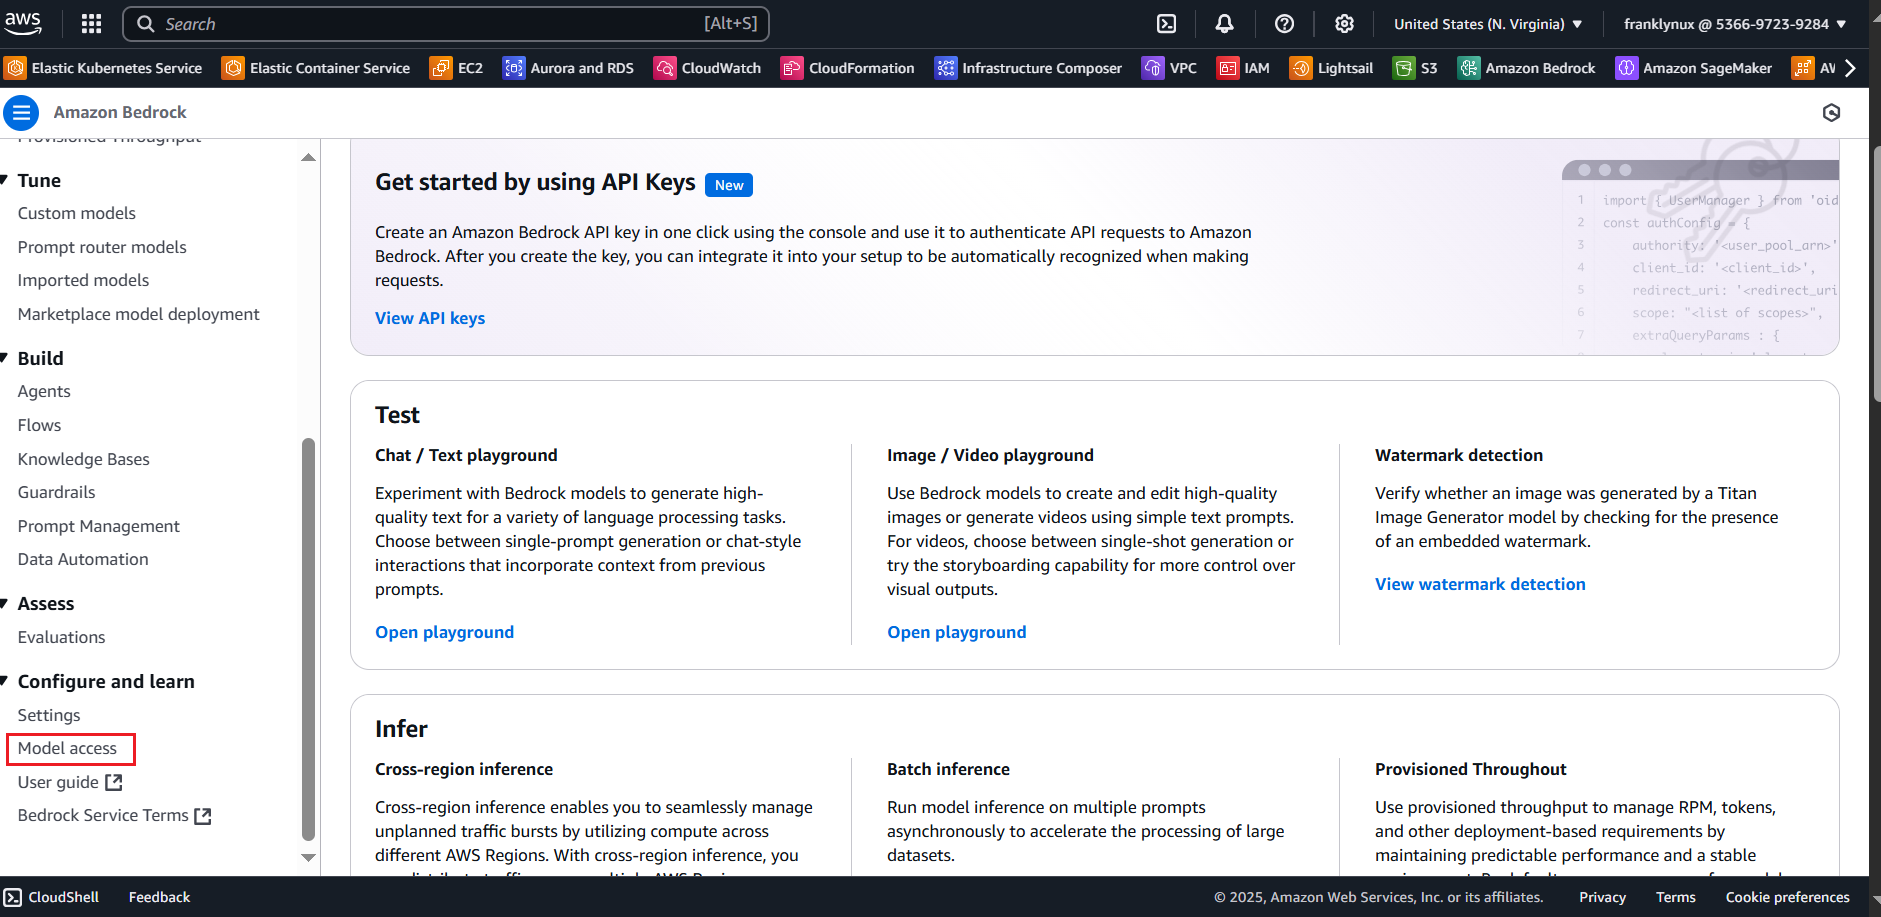 aws
Search
[Alt+S]
United States (N. Virginia)
franklynux @ 5366-9723-9284
Elastic Kubernetes Service
Elastic Container Service
EC2
Aurora and RDS
CloudWatch
CloudFormation
Infrastructure Composer
VPC
IAM
Lightsail
S3
Amazon Bedrock
Amazon SageMaker
Amazon Bedrock
Provisioned Throughput
Tune
Custom models
Prompt router models
Imported models
Marketplace model deployment
Build
Agents
Flows
Knowledge Bases
Guardrails
Prompt Management
Data Automation
Assess
Evaluations
Configure and learn
Settings
Model access
User guide
Bedrock Service Terms
Get started by using API Keys New
Create an Amazon Bedrock API key in one click using the console and use it to authenticate API requests to Amazon
Bedrock. After you create the key, you can integrate it into your setup to be automatically recognized when making
requests.
View API keys
1 import { UserManager } from 'oid
2 const authConfig = {
3 authority: '<user_pool_arn>'
4 client_id: '<client_id>',
5 redirect_uri: '<redirect_uri
6 scope: "<list of scopes>",
7 extraQueryParams : {
Test
Chat / Text playground
Experiment with Bedrock models to generate high-
quality text for a variety of language processing tasks.
Choose between single-prompt generation or chat-style
interactions that incorporate context from previous
prompts.
Open playground
Image / Video playground
Use Bedrock models to create and edit high-quality
images or generate videos using simple text prompts.
For videos, choose between single-shot generation or
try the storyboarding capability for more control over
visual outputs.
Open playground
Watermark detection
Verify whether an image was generated by a Titan
Image Generator model by checking for the presence
of an embedded watermark.
View watermark detection
Infer
Cross-region inference
Cross-region inference enables you to seamlessly manage
unplanned traffic bursts by utilizing compute across
different AWS Regions. With cross-region inference, you
Batch inference
Run model inference on multiple prompts
asynchronously to accelerate the processing of large
datasets.
Provisioned Throughout
Use provisioned throughput to manage RPM, tokens,
and other deployment-based requirements by
maintaining predictable performance and a stable
CloudShell
Feedback
© 2025, Amazon Web Services, Inc. or its affiliates.
Privacy
Terms
Cookie preferences